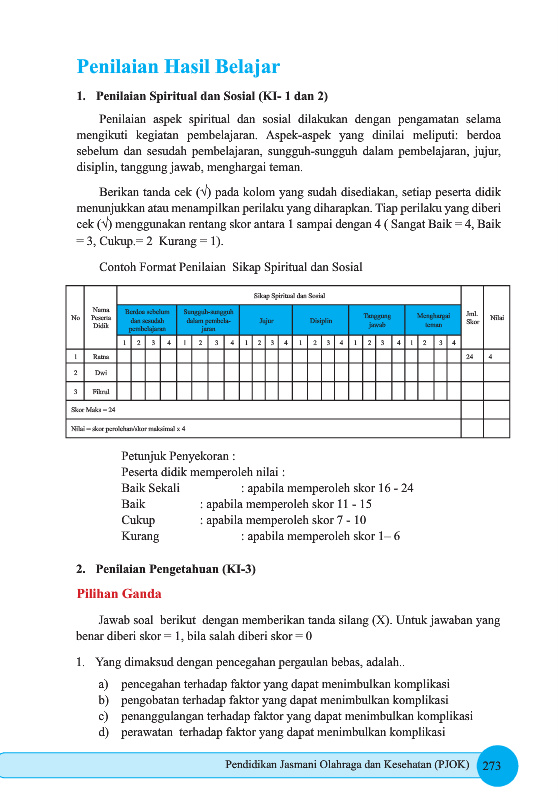 Penilaian Hasil Belajar
1. Penilaian Spiritual dan Sosial (KI- 1 dan 2)
Penilaian aspek spiritual dan sosial dilakukan dengan pengamatan selama
mengikuti kegiatan pembelajaran. Aspek-aspek yang dinilai meliputi: berdoa
sebelum dan sesudah pembelajaran, sungguh-sungguh dalam pembelajaran, jujur,
disiplin, tanggung jawab, menghargai teman.
Berikan tanda cek (√) pada kolom yang sudah disediakan, setiap peserta didik
menunjukkan atau menampilkan perilaku yang diharapkan. Tiap perilaku yang diberi
cek (√) menggunakan rentang skor antara 1 sampai dengan 4 ( Sangat Baik = 4, Baik
= 3, Cukup.= 2 Kurang = 1).
Contoh Format Penilaian Sikap Spiritual dan Sosial
No Nama Peserta Didik Sikap Spiritual dan Sosial Jml. Skor Nilai
Berdoa sebelum dan sesudah pembelajaran Sungguh-sungguh dalam pembela-jaran Jujur Disiplin Tanggung jawab Menghargai teman
1 2 3 4 1 2 3 4 1 2 3 4 1 2 3 4 1 2 3 4 1 2 3 4
1 Ratna 24 4
2 Dwi
3 Fikrul
Skor Maks = 24
Nilai = skor perolehan/skor maksimal x 4
Petunjuk Penyekoran :
Peserta didik memperoleh nilai :
Baik Sekali : apabila memperoleh skor 16 - 24
Baik : apabila memperoleh skor 11 - 15
Cukup : apabila memperoleh skor 7 - 10
Kurang : apabila memperoleh skor 1– 6
2. Penilaian Pengetahuan (KI-3)
Pilihan Ganda
Jawab soal berikut dengan memberikan tanda silang (X). Untuk jawaban yang
benar diberi skor = 1, bila salah diberi skor = 0
1. Yang dimaksud dengan pencegahan pergaulan bebas, adalah..
a) pencegahan terhadap faktor yang dapat menimbulkan komplikasi
b) pengobatan terhadap faktor yang dapat menimbulkan komplikasi
c) penanggulangan terhadap faktor yang dapat menimbulkan komplikasi
d) perawatan terhadap faktor yang dapat menimbulkan komplikasi
Pendidikan Jasmani Olahraga dan Kesehatan (PJOK) 273